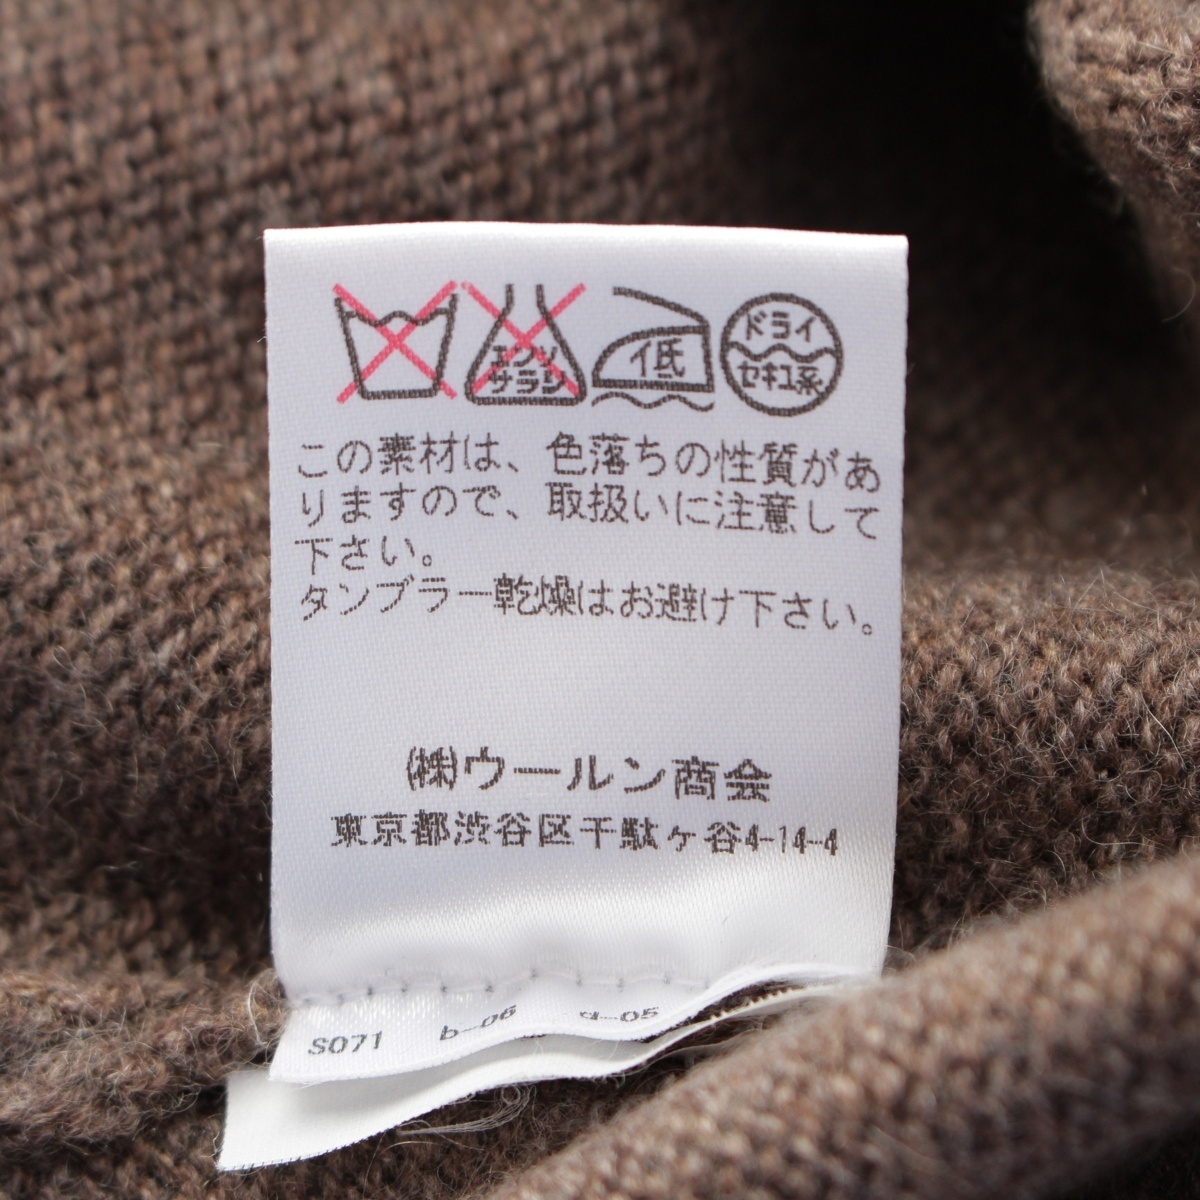 エンソ
サラシ
低
ドライ
セキユ系
この素材は、色落ちの性質があ
りますので、取扱いに注意して
下さい。
タンブラー乾燥はお避け下さい。
(株)ウールン商会
東京都渋谷区千駄ヶ谷4-14-4
S071 b-06 d-05